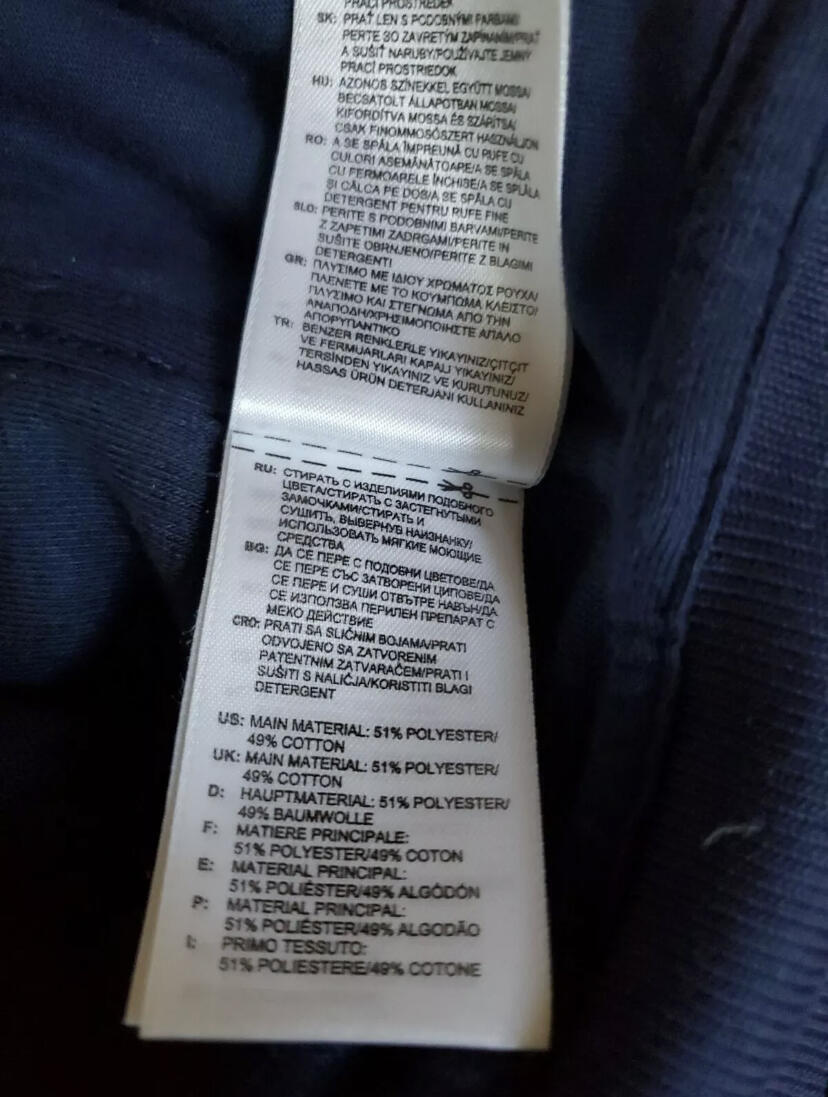 PRACÍ PROSTŘEDEK
SK: PRAŤ LEN S PODOBNÝMI FARBAMI
PERTE SO ZAVRETÝM ZAPÍNANÍM/PRAŤ
A SUŠIŤ NARUBY/POUŽÍVAJTE JEMNÝ
PRACÍ PROSTRIEDOK
HU: AZONOS SZÍNEKKEL EGYÜTT MOSSA/
BECSATOLT ÁLLAPOTBAN MOSSA/
KIFORDÍTVA MOSSA ÉS SZÁRÍTSA/
CSAK FINOMMOSÓSZERT HASZNÁLJON
RO: A SE SPĂLA ÎMPREUNĂ CU RUFE CU
CULORI ASEMĂNĂTOARE/A SE SPĂLA
CU FERMOARELE ÎNCHISE/A SE SPĂLA
ȘI CĂLCA PE DOS/A SE SPĂLA CU
DETERGENT PENTRU RUFE FINE
SLO: PERITE S PODOBNIMI BARVAMI/PERITE
Z ZAPETIMI ZADRGAMI/PERITE IN
SUŠITE OBRNJENO/PERITE Z BLAGIMI
DETERGENTI
GR: ΠΛΥΣΙΜΟ ΜΕ ΙΔΙΟΥ ΧΡΩΜΑΤΟΣ ΡΟΥΧΑ/
ΠΛΕΝΕΤΕ ΜΕ ΤΟ ΚΟΥΜΠΩΜΑ ΚΛΕΙΣΤΟ/
ΠΛΥΣΙΜΟ ΚΑΙ ΣΤΕΓΝΩΜΑ ΑΠΟ ΤΗΝ
ΑΝΑΠΟΔΗ/ΧΡΗΣΙΜΟΠΟΙΗΣΤΕ ΑΠΑΛΟ
ΑΠΟΡΥΠΑΝΤΙΚΟ
TR: BENZER RENKLERLE YIKAYINIZ/ÇITÇIT
VE FERMUARLARI KAPALI YIKAYINIZ/
TERSİNDEN YIKAYINIZ VE KURUTUNUZ/
HASSAS ÜRÜN DETERJANI KULLANINIZ
RU: СТИРАТЬ С ИЗДЕЛИЯМИ ПОДОБНОГО
ЦВЕТА/СТИРАТЬ С ЗАСТЕГНУТЫМИ
ЗАМОЧКАМИ/СТИРАТЬ И
СУШИТЬ, ВЫВЕРНУВ НАИЗНАНКУ/
ИСПОЛЬЗОВАТЬ МЯГКИЕ МОЮЩИЕ
СРЕДСТВА
BG: ДА СЕ ПЕРЕ С ПОДОБНИ ЦВЕТОВЕ/ДА
СЕ ПЕРЕ СЪС ЗАТВОРЕНИ ЦИПОВЕ/ДА
СЕ ПЕРЕ И СУШИ ОТВЪТРЕ НАВЪН/ДА
СЕ ИЗПОЛЗВА ПЕРИЛЕН ПРЕПАРАТ С
МЕКО ДЕЙСТВИЕ
CRO: PRATI SA SLIČNIM BOJAMA/PRATI
ODVOJENO SA ZATVORENIM
PATENTNIM ZATVARAČEM/PRATI I
SUŠITI S NALIČJA/KORISTITI BLAGI
DETERGENT
US: MAIN MATERIAL: 51% POLYESTER/
49% COTTON
UK: MAIN MATERIAL: 51% POLYESTER/
49% COTTON
D: HAUPTMATERIAL: 51% POLYESTER/
49% BAUMWOLLE
F: MATIERE PRINCIPALE:
51% POLYESTER/49% COTON
E: MATERIAL PRINCIPAL:
51% POLIÉSTER/49% ALGÓDÓN
P: MATERIAL PRINCIPAL:
51% POLIÉSTER/49% ALGODÃO
I: PRIMO TESSUTO:
51% POLIESTERE/49% COTONE